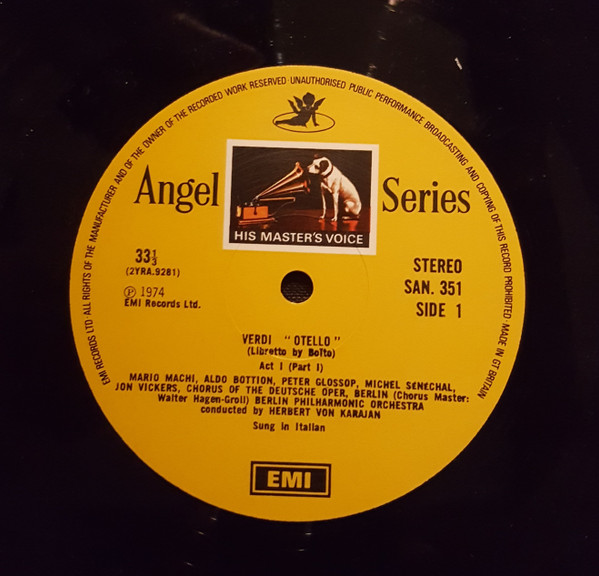 EMI RECORDS LTD · ALL RIGHTS OF THE MANUFACTURER AND OF THE OWNER OF THE RECORDED WORK RESERVED · UNAUTHORISED PUBLIC PERFORMANCE BROADCASTING AND COPYING OF THIS RECORD PROHIBITED · MADE IN GT BRITAIN
Angel Series
HIS MASTER'S VOICE
33⅓
(2YRA.9281)
Ⓟ 1974
EMI Records Ltd.
STEREO
SAN. 351
SIDE 1
VERDI "OTELLO"
(Libretto by Boïto)
Act I (Part I)
MARIO MACHI, ALDO BOTTION, PETER GLOSSOP, MICHEL SENECHAL,
JON VICKERS, CHORUS OF THE DEUTSCHE OPER, BERLIN (Chorus Master:
Walter Hagen-Groll) BERLIN PHILHARMONIC ORCHESTRA
conducted by HERBERT VON KARAJAN
Sung in Italian
EMI